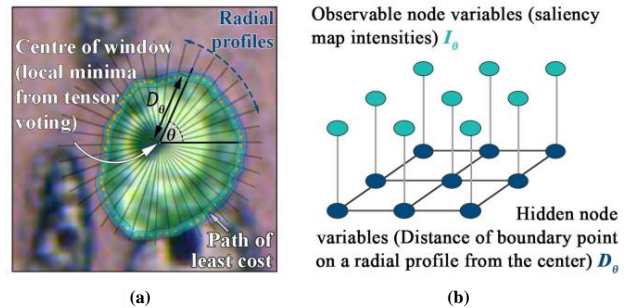 (a)
Radial
profiles
Centre of window
(local minima
from tensor
voting)
Dθ
θ
Path of
least cost
Observable node variables (saliency
map intensities) Iθ
Hidden node
variables (Distance of boundary point
on a radial profile from the center) Dθ
(a)
(b)